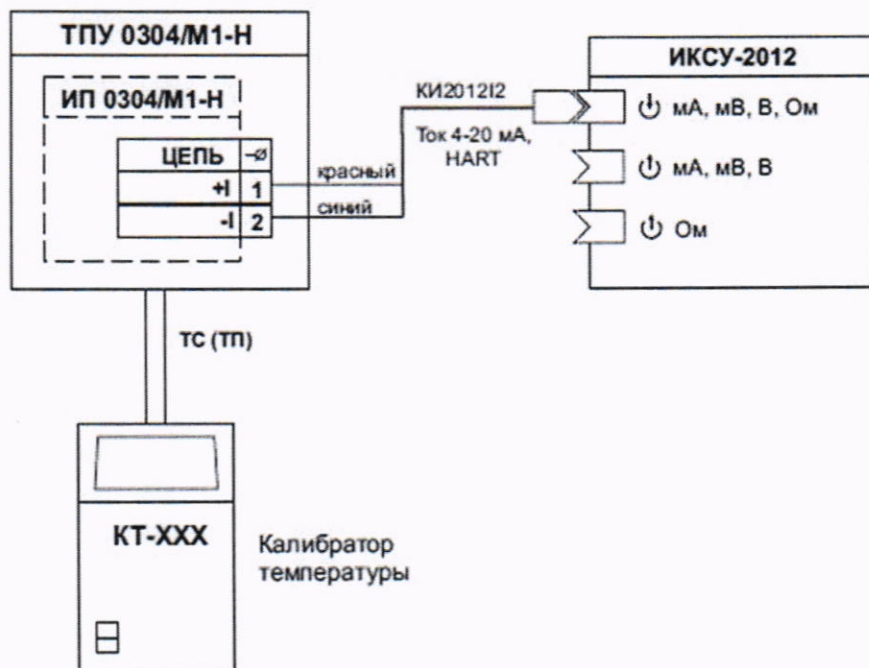 ТПУ 0304/М1-Н
ИП 0304/М1-Н
ЦЕПЬ
+I 1
-I 2
красный
синий
КИ2012I2
Ток 4-20 мА,
HART
ИКСУ-2012
мА, мВ, В, Ом
мА, мВ, В
Ом
ТС (ТП)
КТ-ХХХ
Калибратор
температуры